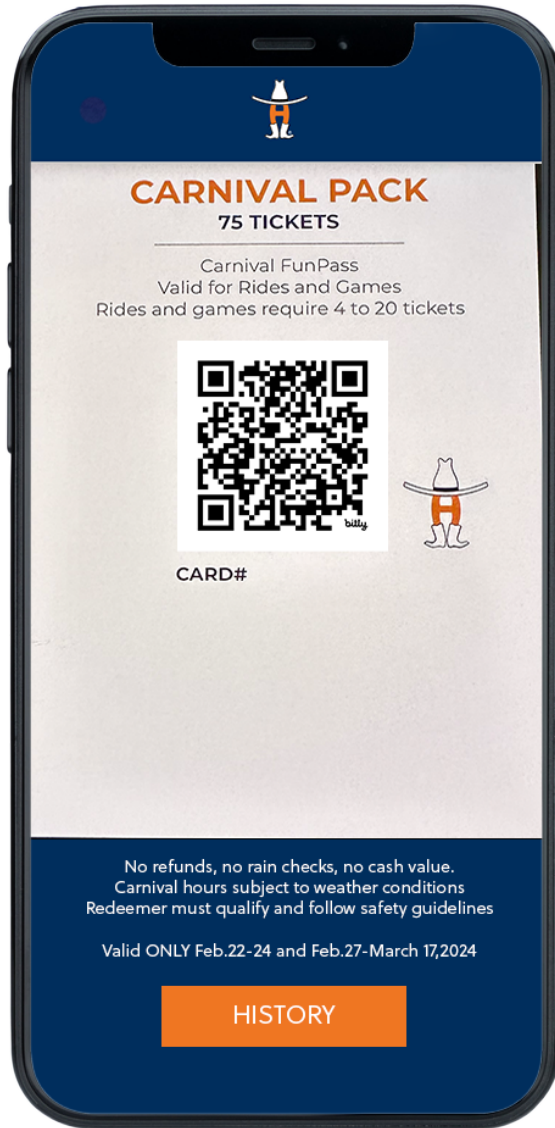 H
CARNIVAL PACK
75 TICKETS
Carnival FunPass
Valid for Rides and Games
Rides and games require 4 to 20 tickets
billy
H
CARD#
No refunds, no rain checks, no cash value.
Carnival hours subject to weather conditions
Redeemer must qualify and follow safety guidelines
Valid ONLY Feb.22-24 and Feb.27-March 17,2024
HISTORY